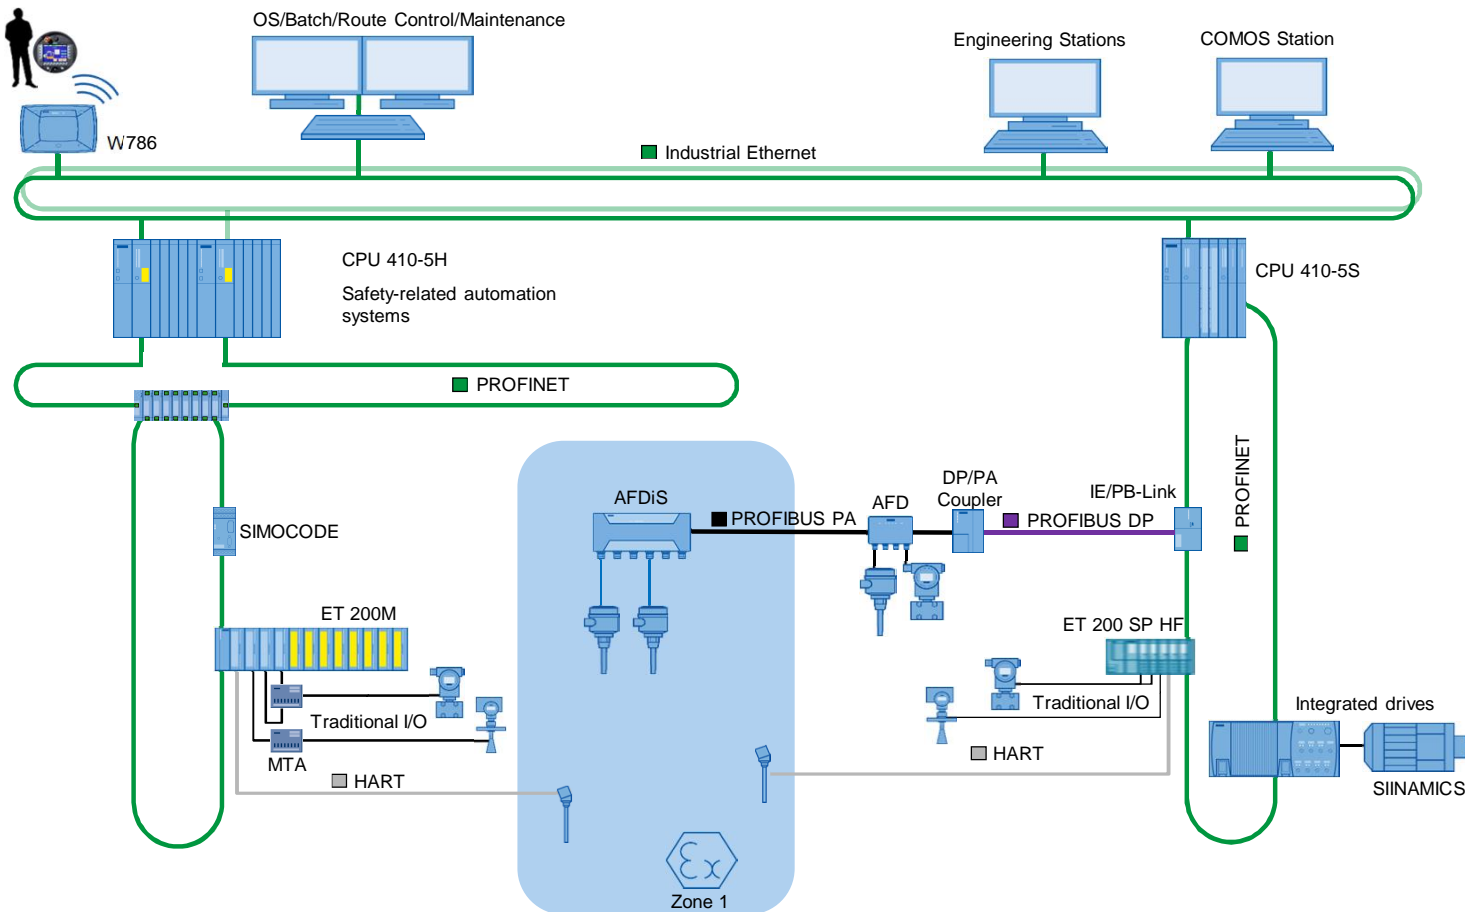 OS/Batch/Route Control/Maintenance
Engineering Stations
COMOS Station
W786
Industrial Ethernet
CPU 410-5H
Safety-related automation
systems
CPU 410-5S
PROFINET
AFDiS
PROFIBUS PA
AFD
DP/PA
Coupler
PROFIBUS DP
IE/PB-Link
PROFINET
SIMOCODE
ET 200M
Traditional I/O
MTA
HART
ET 200 SP HF
Traditional I/O
HART
Integrated drives
SIINAMICS
Ex
Zone 1